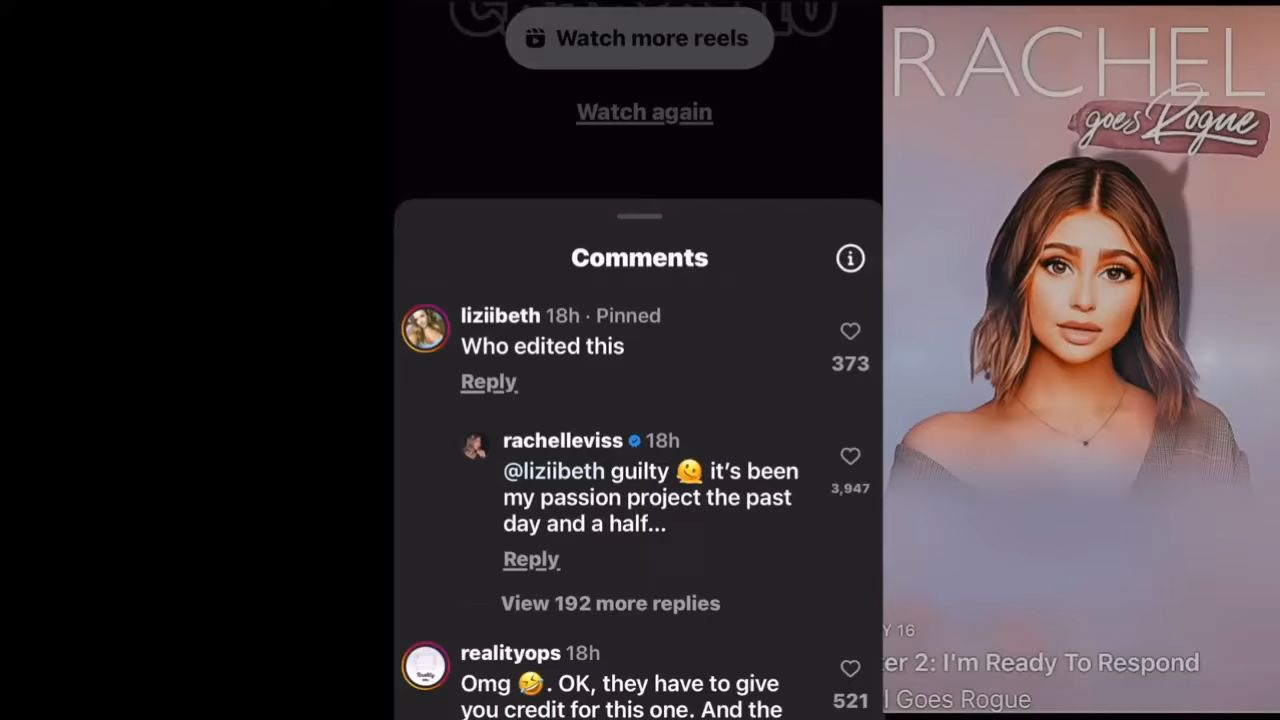 Watch more reels
Watch again
Comments
liziibeth 18h · Pinned
Who edited this
373
Reply
rachelleviss 18h
@liziibeth guilty 🫠 it’s been
my passion project the past
day and a half...
3,947
Reply
View 192 more replies
realityops 18h
Omg 🤣. OK, they have to give
you credit for this one. And the
521
RACHEL
goes Rogue
Y 16
er 2: I'm Ready To Respond
l Goes Rogue